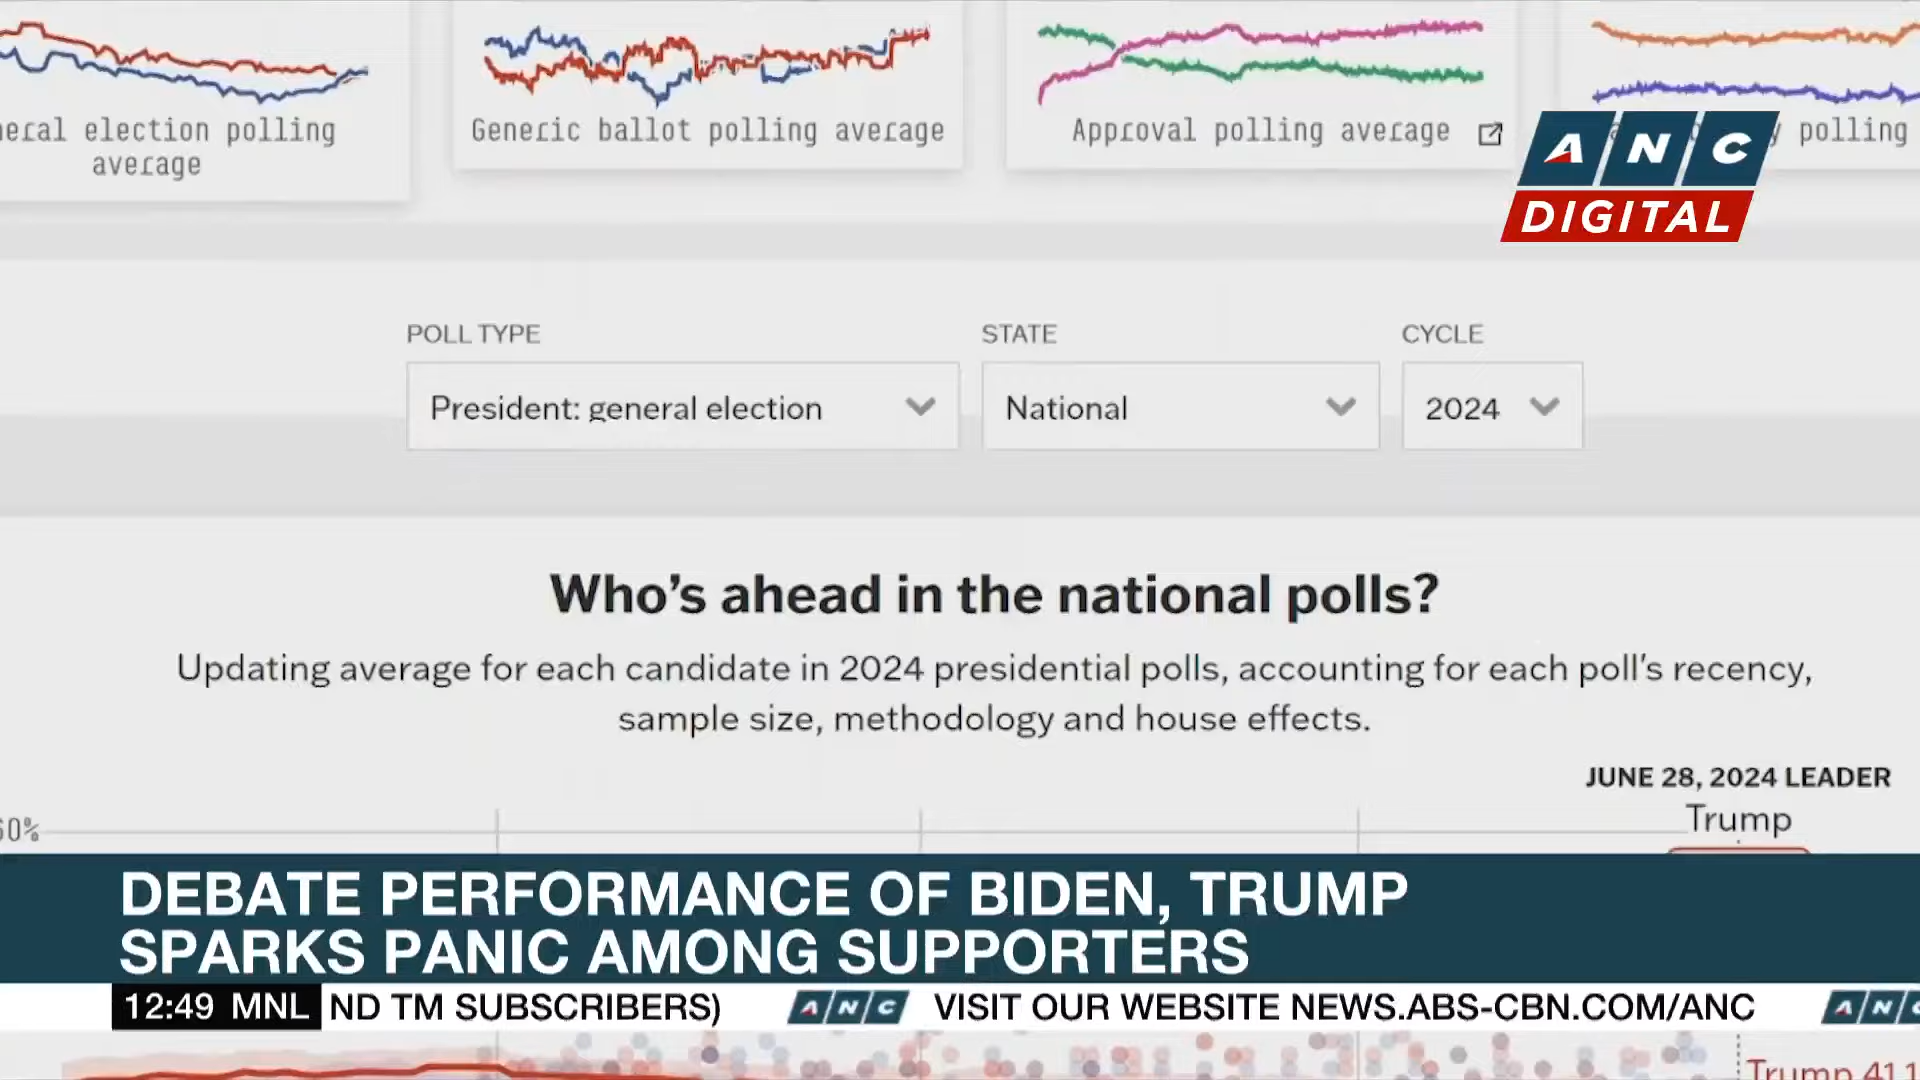 election polling
average
Generic ballot polling average
Approval polling average
polling
ANC
DIGITAL
POLL TYPE
STATE
CYCLE
President: general election
National
2024
Who's ahead in the national polls?
Updating average for each candidate in 2024 presidential polls, accounting for each poll's recency,
sample size, methodology and house effects.
JUNE 28, 2024 LEADER
Trump
60%
DEBATE PERFORMANCE OF BIDEN, TRUMP
SPARKS PANIC AMONG SUPPORTERS
12:49 MNL ND TM SUBSCRIBERS) ANC VISIT OUR WEBSITE NEWS.ABS-CBN.COM/ANC ANC
Trump 41.1